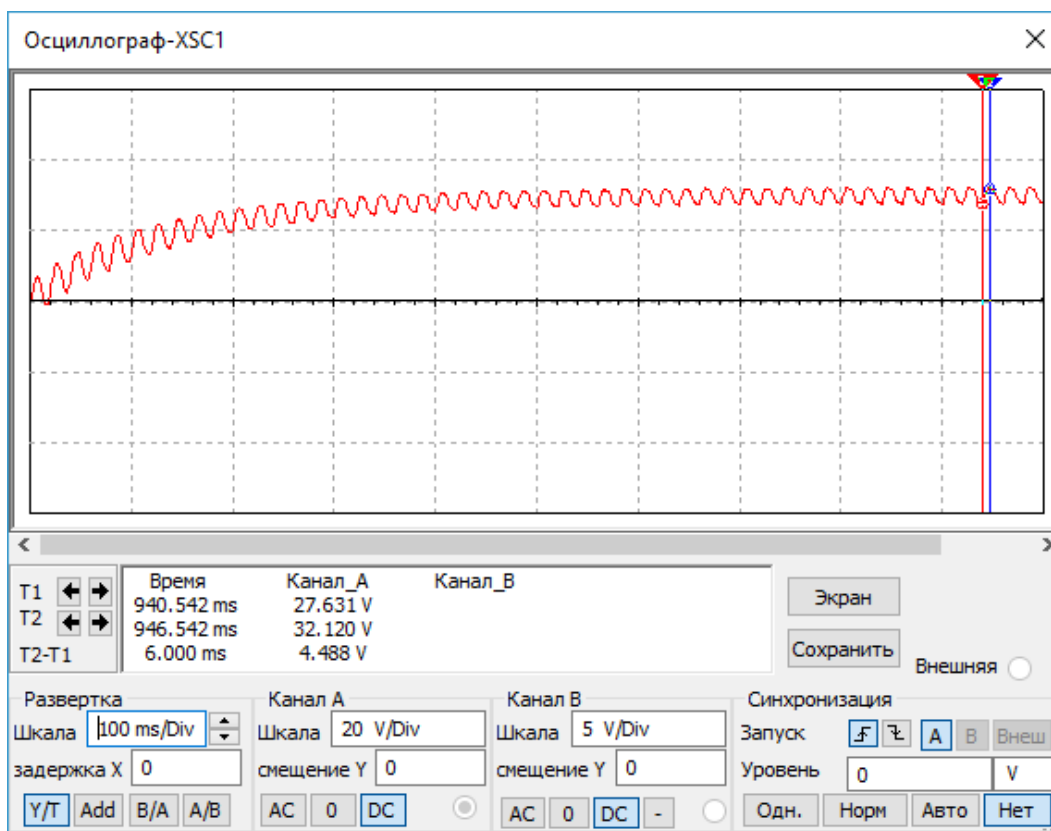 Осциллограф-XSC1
T1
T2
T2-T1
Время Канал_A Канал_B
940.542 ms 27.631 V
946.542 ms 32.120 V
6.000 ms 4.488 V
Экран
Сохранить
Внешняя
Развертка
Шкала 100 ms/Div
задержка X 0
Y/T Add B/A A/B
Канал A
Шкала 20 V/Div
смещение Y 0
AC 0 DC
Канал B
Шкала 5 V/Div
смещение Y 0
AC 0 DC -
Синхронизация
Запуск A B Внеш
Уровень 0 V
Одн. Норм Авто Нет